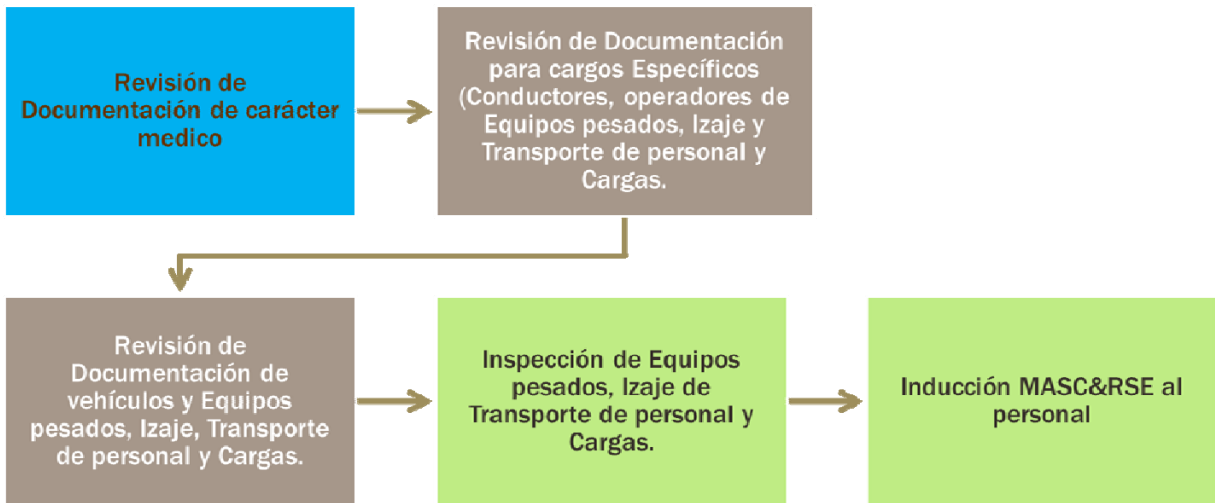 Revisión de
Documentación de carácter
medico
Revisión de Documentación
para cargos Específicos
(Conductores, operadores de
Equipos pesados, Izaje y
Transporte de personal y
Cargas.
Revisión de
Documentación de
vehículos y Equipos
pesados, Izaje, Transporte
de personal y Cargas.
Inspección de Equipos
pesados, Izaje de
Transporte de personal y
Cargas.
Inducción MASC&RSE al
personal